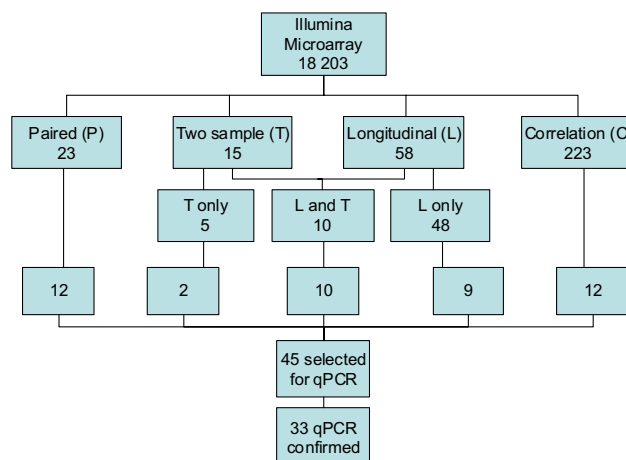 Illumina
Microarray
18 203
Paired (P)
23
Two sample (T)
15
Longitudinal (L)
58
Correlation (C
223
T only
5
L and T
10
L only
48
12
2
10
9
12
45 selected
for qPCR
33 qPCR
confirmed